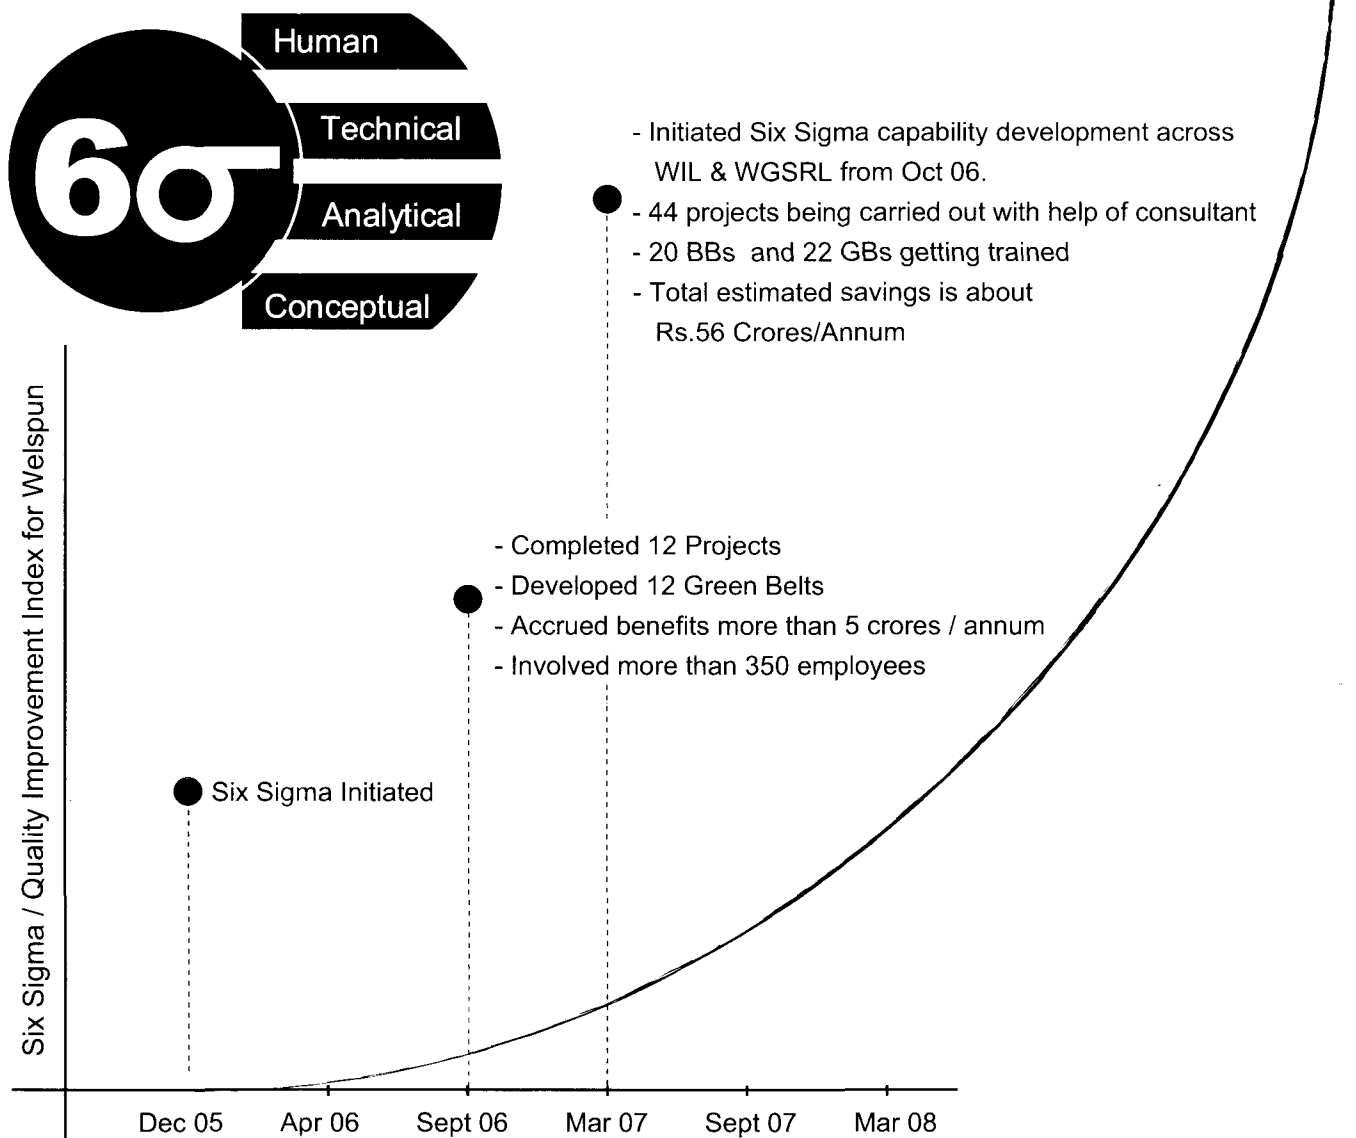 Human
Technical
6σ
Analytical
Conceptual
- Initiated Six Sigma capability development across
WIL & WGSRL from Oct 06.
- 44 projects being carried out with help of consultant
- 20 BBs and 22 GBs getting trained
- Total estimated savings is about
Rs.56 Crores/Annum
Six Sigma / Quality Improvement Index for Welspun
- Completed 12 Projects
- Developed 12 Green Belts
- Accrued benefits more than 5 crores / annum
- Involved more than 350 employees
Six Sigma Initiated
Dec 05 Apr 06 Sept 06 Mar 07 Sept 07 Mar 08